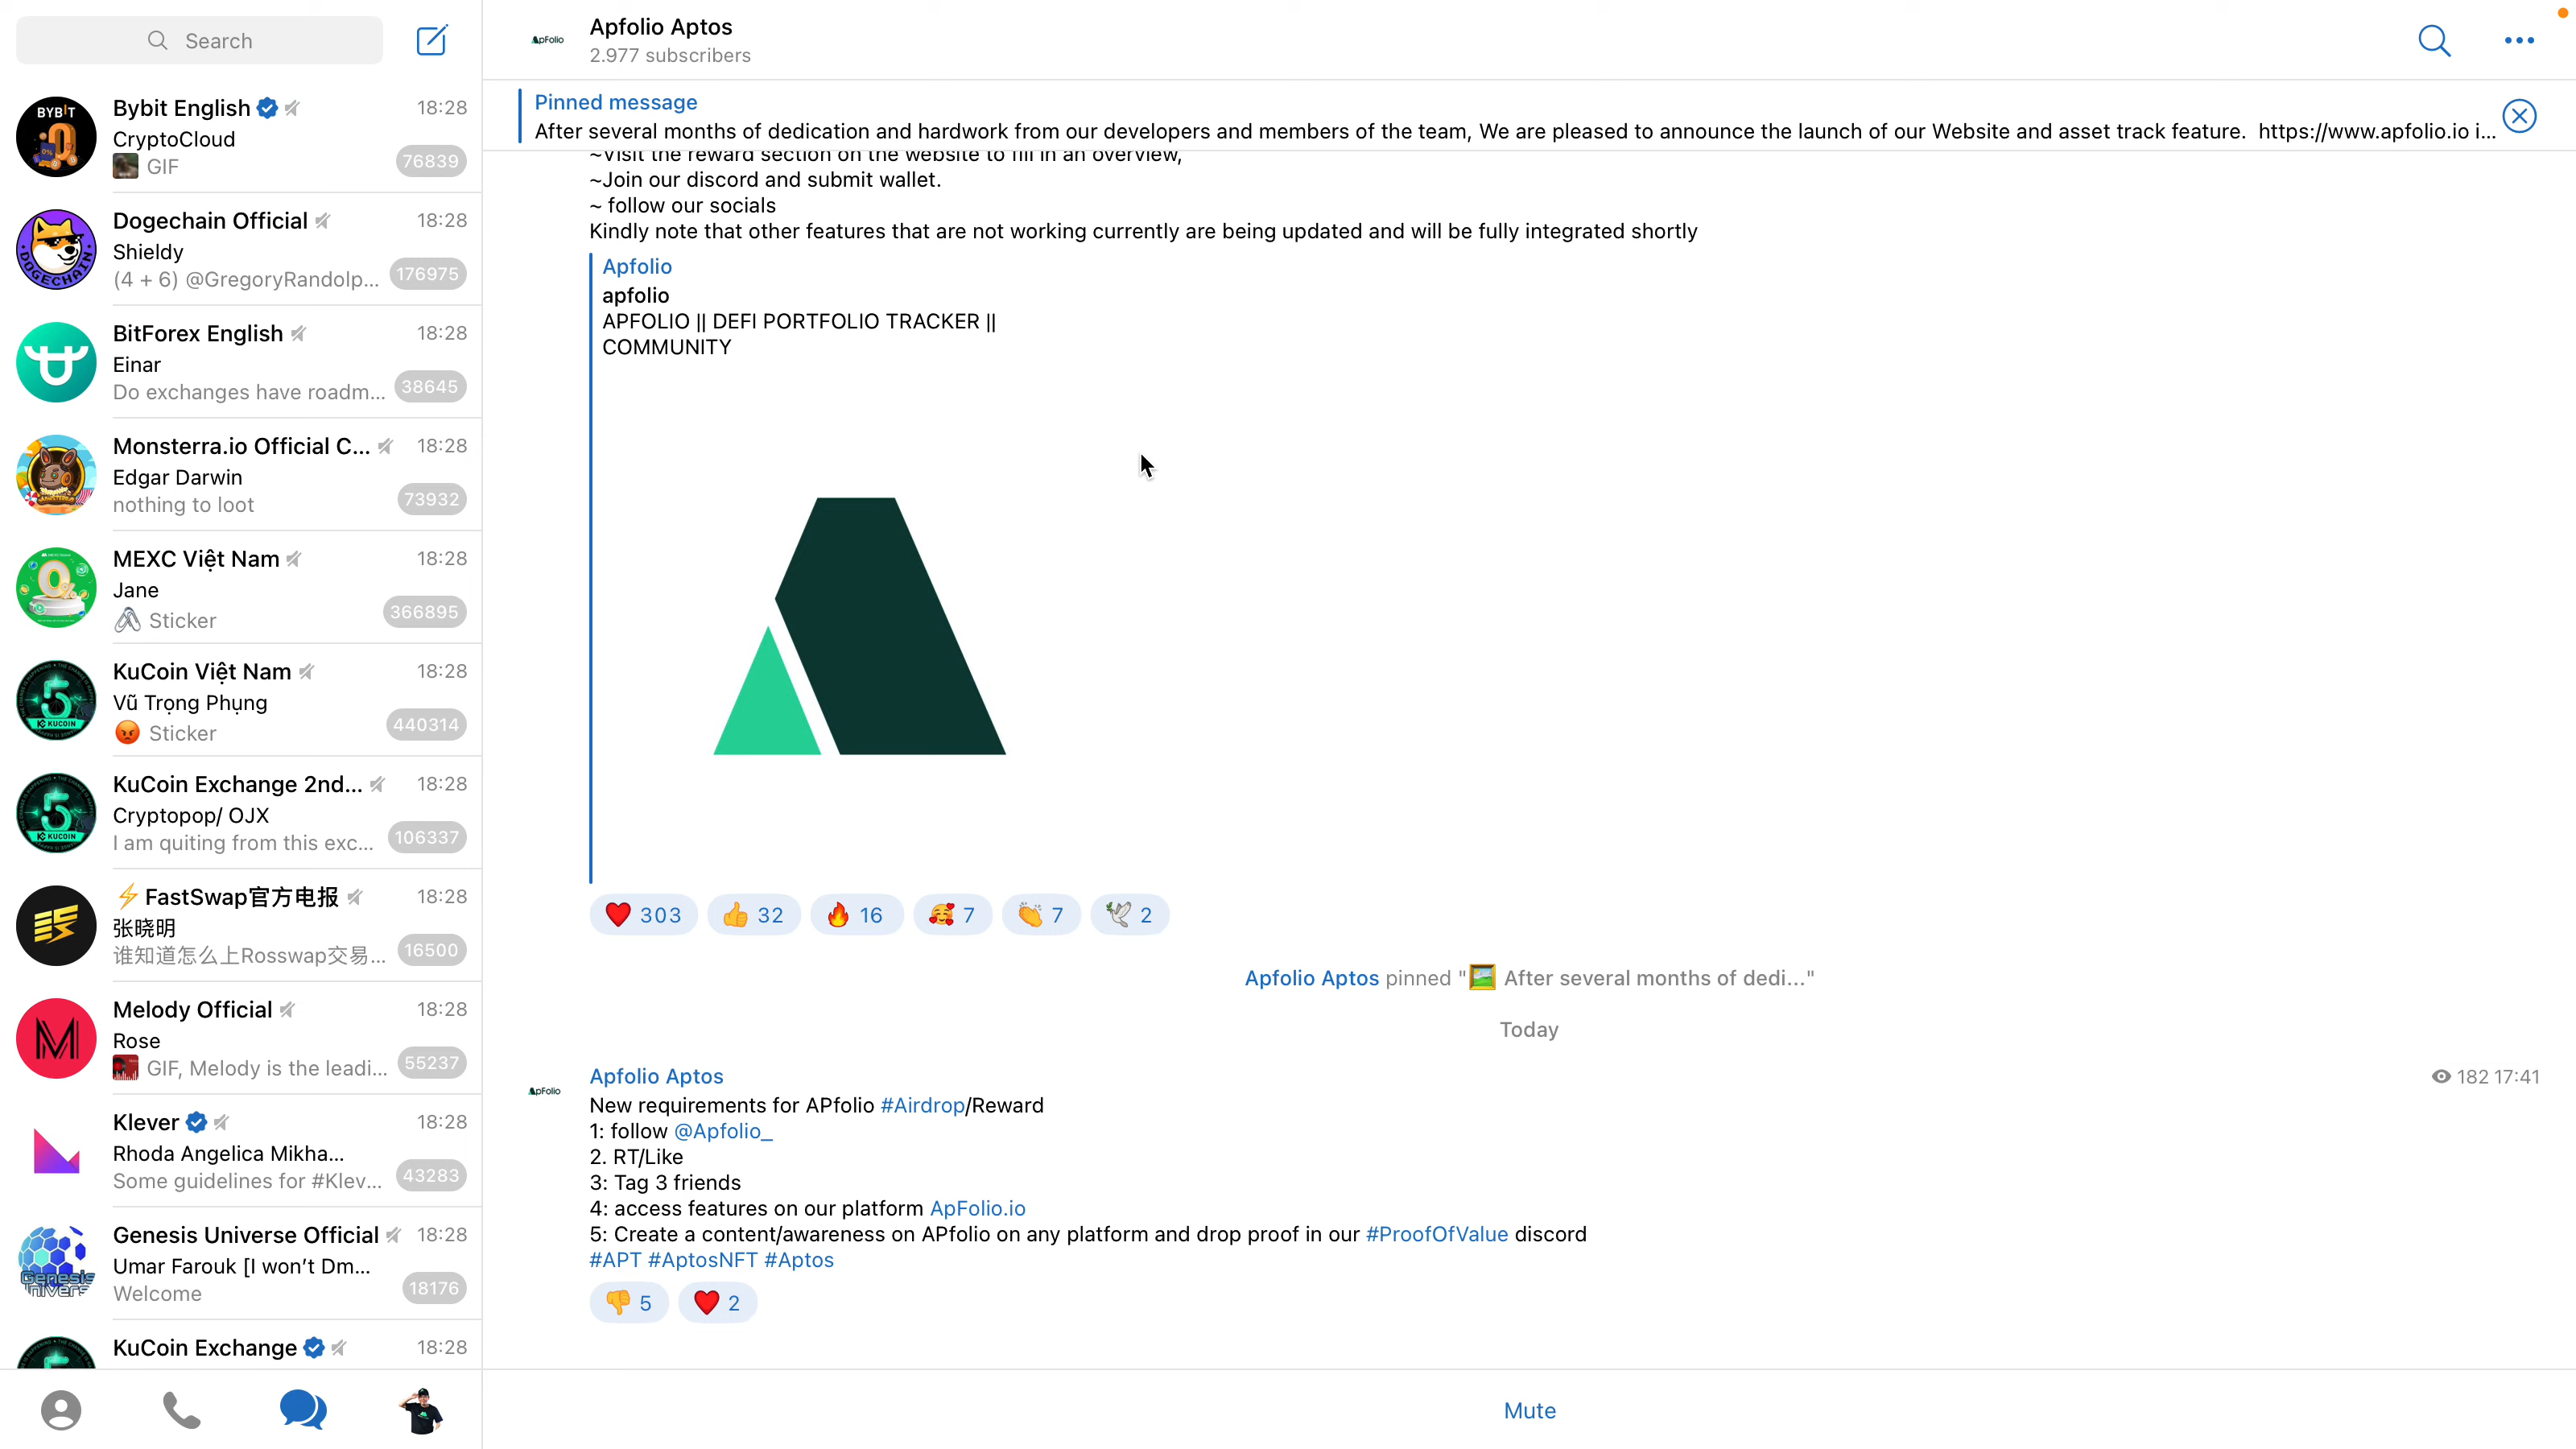 Search
Bybit English
18:28
CryptoCloud
GIF
76839
Dogechain Official
18:28
Shieldy
(4 + 6) @GregoryRandolp...
176975
BitForex English
18:28
Einar
Do exchanges have roadm...
38645
Monsterra.io Official C...
18:28
Edgar Darwin
nothing to loot
73932
MEXC Việt Nam
18:28
Jane
Sticker
366895
KuCoin Việt Nam
18:28
Vũ Trọng Phụng
Sticker
440314
KuCoin Exchange 2nd...
18:28
Cryptopop/ OJX
I am quiting from this exc...
106337
⚡FastSwap官方电报
18:28
张晓明
谁知道怎么上Rosswap交易...
16500
Melody Official
18:28
Rose
GIF, Melody is the leadi...
55237
Klever
18:28
Rhoda Angelica Mikha...
Some guidelines for #Klev...
43283
Genesis Universe Official
18:28
Umar Farouk [I won't Dm...
Welcome
18176
KuCoin Exchange
18:28
ApFolio
Apfolio Aptos
2.977 subscribers
Pinned message
After several months of dedication and hardwork from our developers and members of the team, We are pleased to announce the launch of our Website and asset track feature. https://www.apfolio.io i...
~Visit the reward section on the website to fill in an overview,
~Join our discord and submit wallet.
~ follow our socials
Kindly note that other features that are not working currently are being updated and will be fully integrated shortly
Apfolio
apfolio
APFOLIO || DEFI PORTFOLIO TRACKER ||
COMMUNITY
❤️ 303 👍 32 🔥 16 🥰 7 👏 7 🕊 2
Apfolio Aptos pinned "🖼 After several months of dedi..."
Today
ApFolio
Apfolio Aptos
182 17:41
New requirements for APfolio #Airdrop/Reward
1: follow @Apfolio_
2. RT/Like
3: Tag 3 friends
4: access features on our platform ApFolio.io
5: Create a content/awareness on APfolio on any platform and drop proof in our #ProofOfValue discord
#APT #AptosNFT #Aptos
👎 5 ❤️ 2
Mute